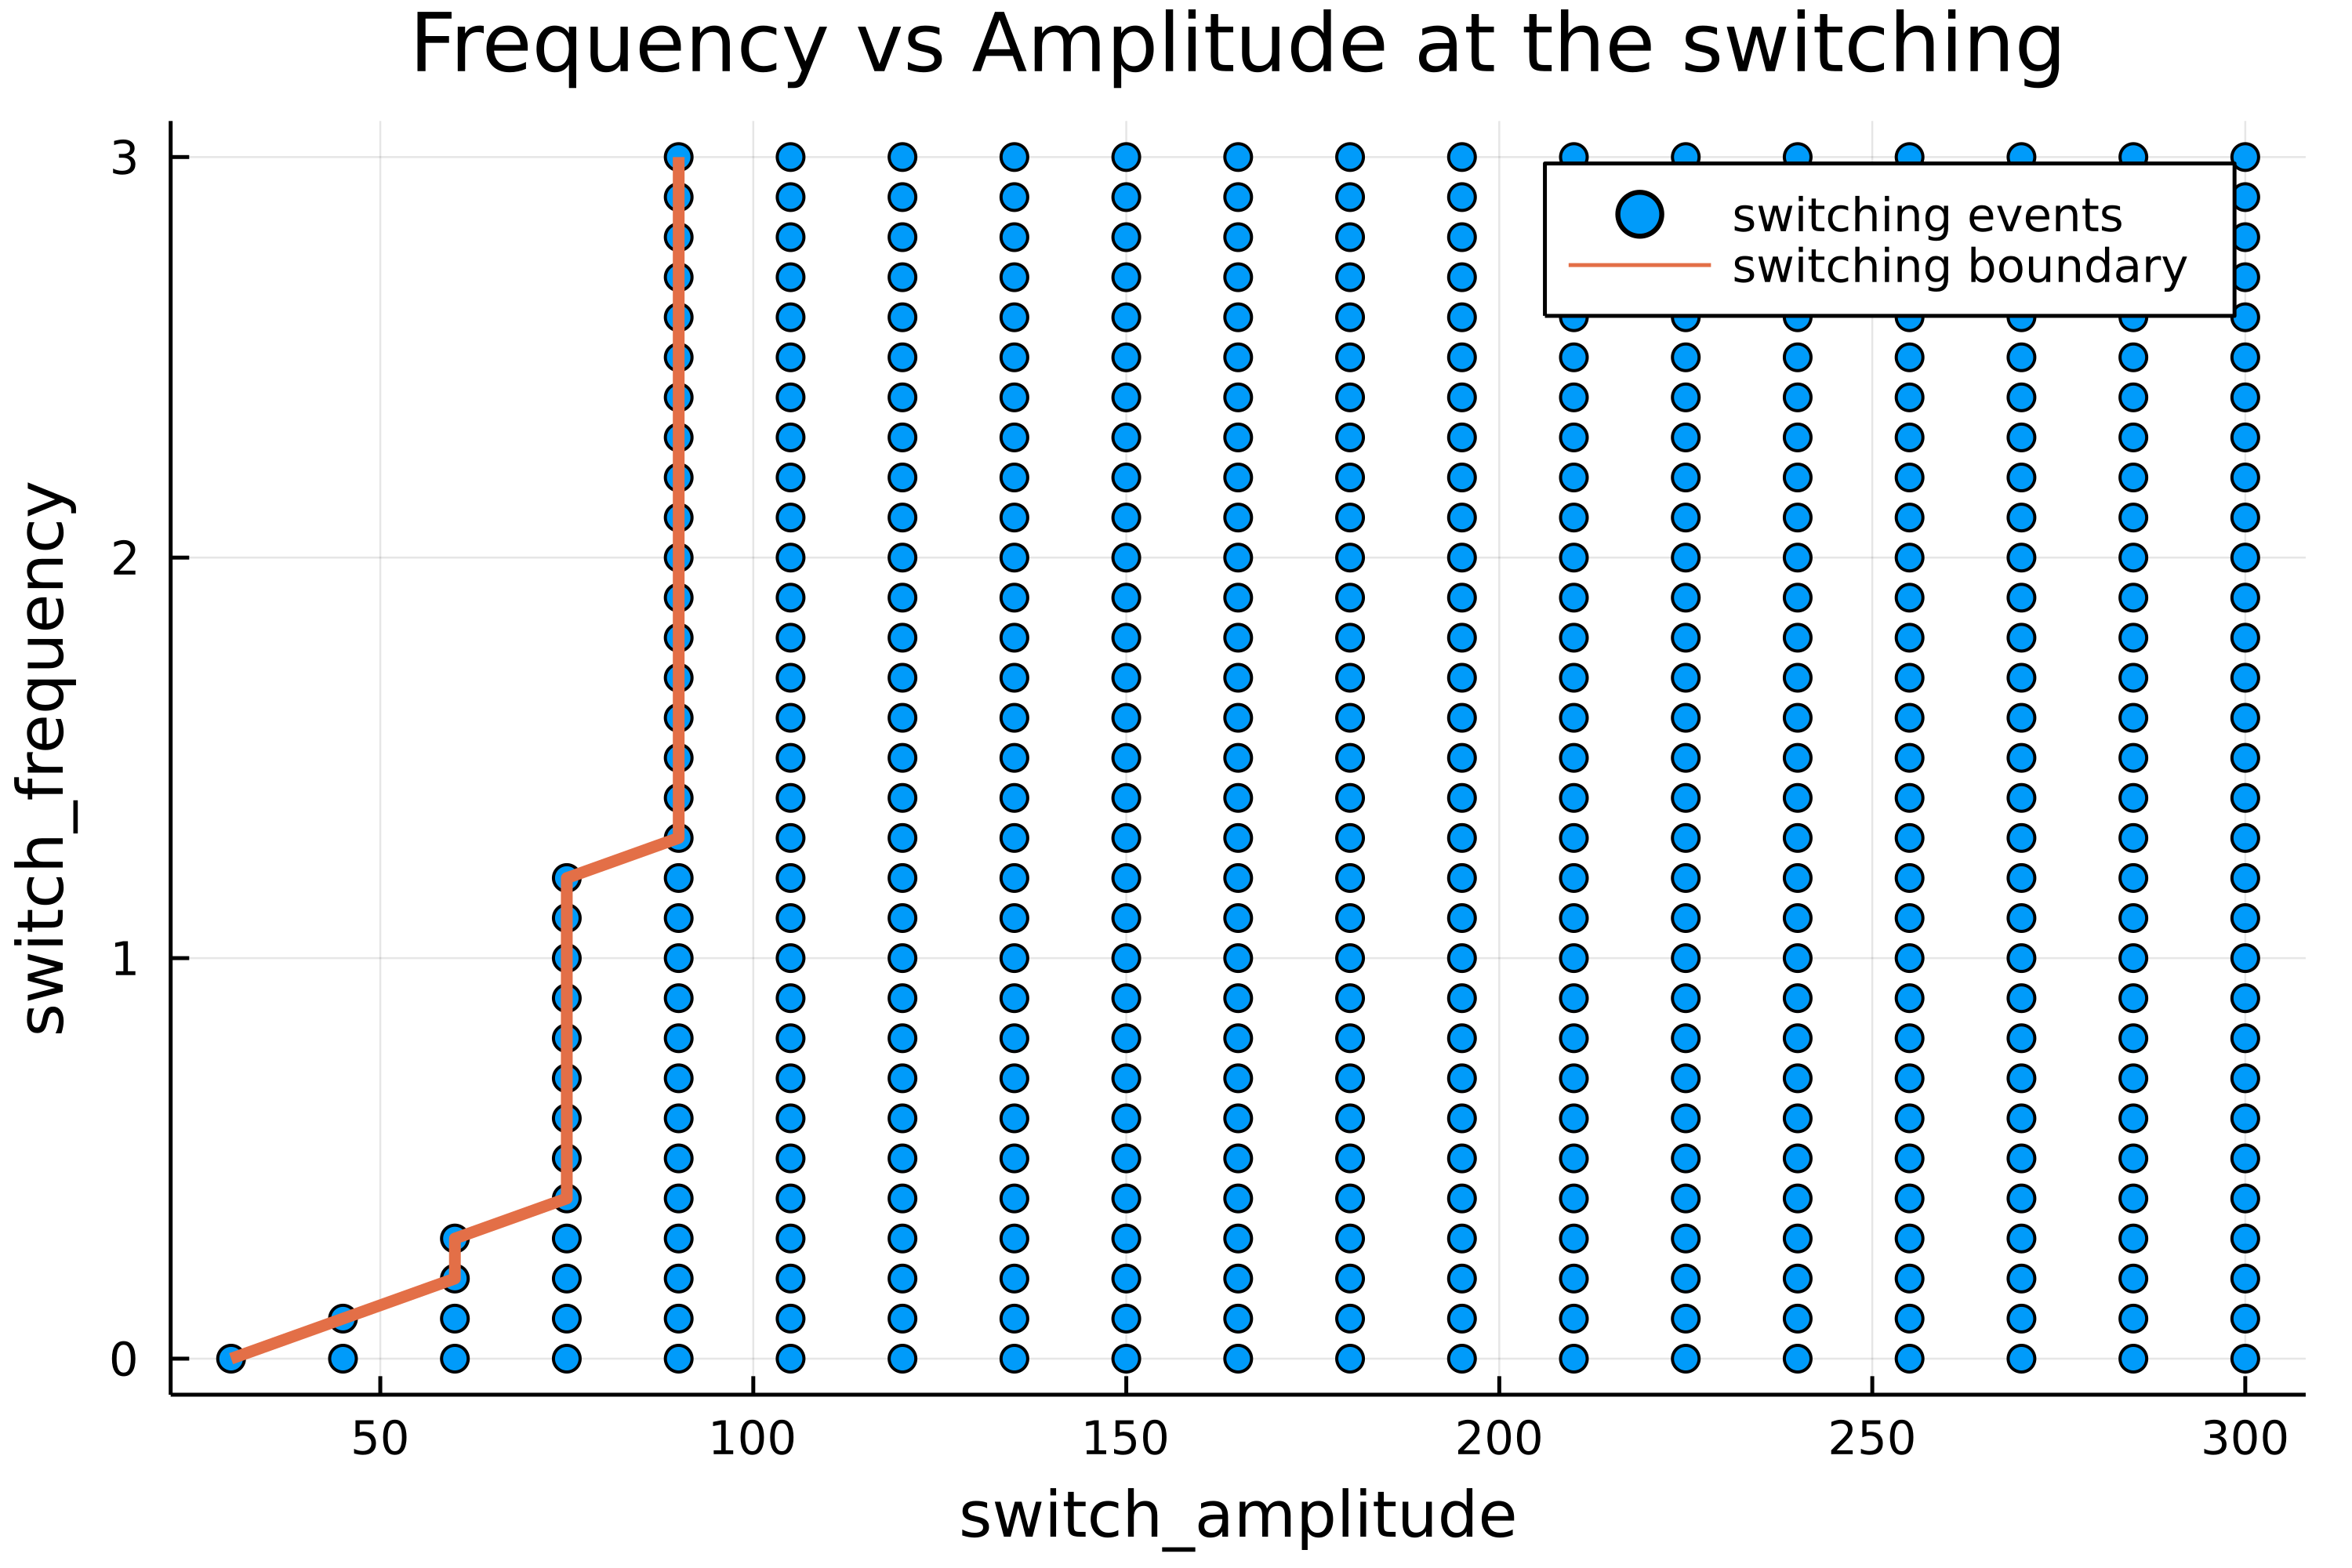 Frequency vs Amplitude at the switching
switching events
switching boundary
switch_frequency
3
2
1
0
50 100 150 200 250 300
switch_amplitude